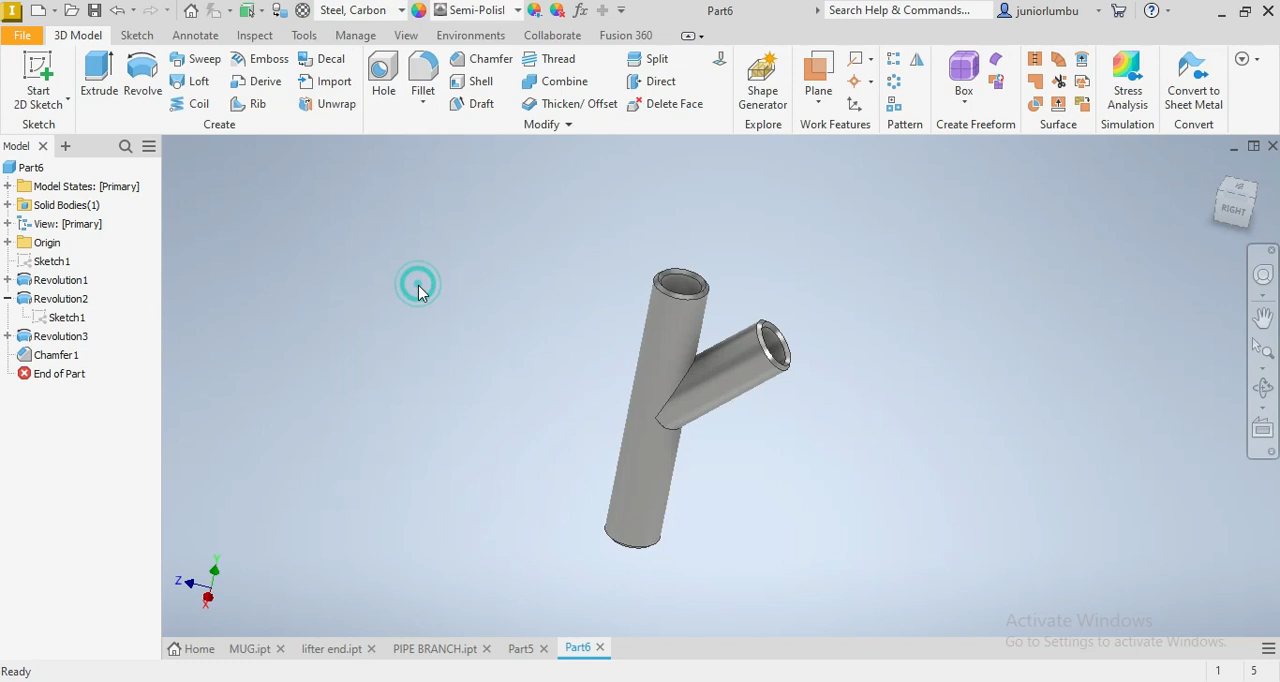 Steel, Carbon
Semi-Polisl
Part6
Search Help & Commands...
juniorlumbu
File
3D Model
Sketch
Annotate
Inspect
Tools
Manage
View
Environments
Collaborate
Fusion 360
Start
2D Sketch
Sketch
Extrude
Revolve
Sweep
Loft
Coil
Emboss
Derive
Rib
Decal
Import
Unwrap
Create
Hole
Fillet
Chamfer
Shell
Draft
Thread
Combine
Thicken/ Offset
Split
Direct
Delete Face
Modify
Shape
Generator
Explore
Plane
Work Features
Pattern
Box
Create Freeform
Surface
Stress
Analysis
Simulation
Convert to
Sheet Metal
Convert
Model
Part6
Model States: [Primary]
Solid Bodies(1)
View: [Primary]
Origin
Sketch1
Revolution1
Revolution2
Sketch1
Revolution3
Chamfer1
End of Part
RIGHT
Y
Z
X
Activate Windows
Go to Settings to activate Windows.
Home
MUG.ipt
lifter end.ipt
PIPE BRANCH.ipt
Part5
Part6
Ready
1
5